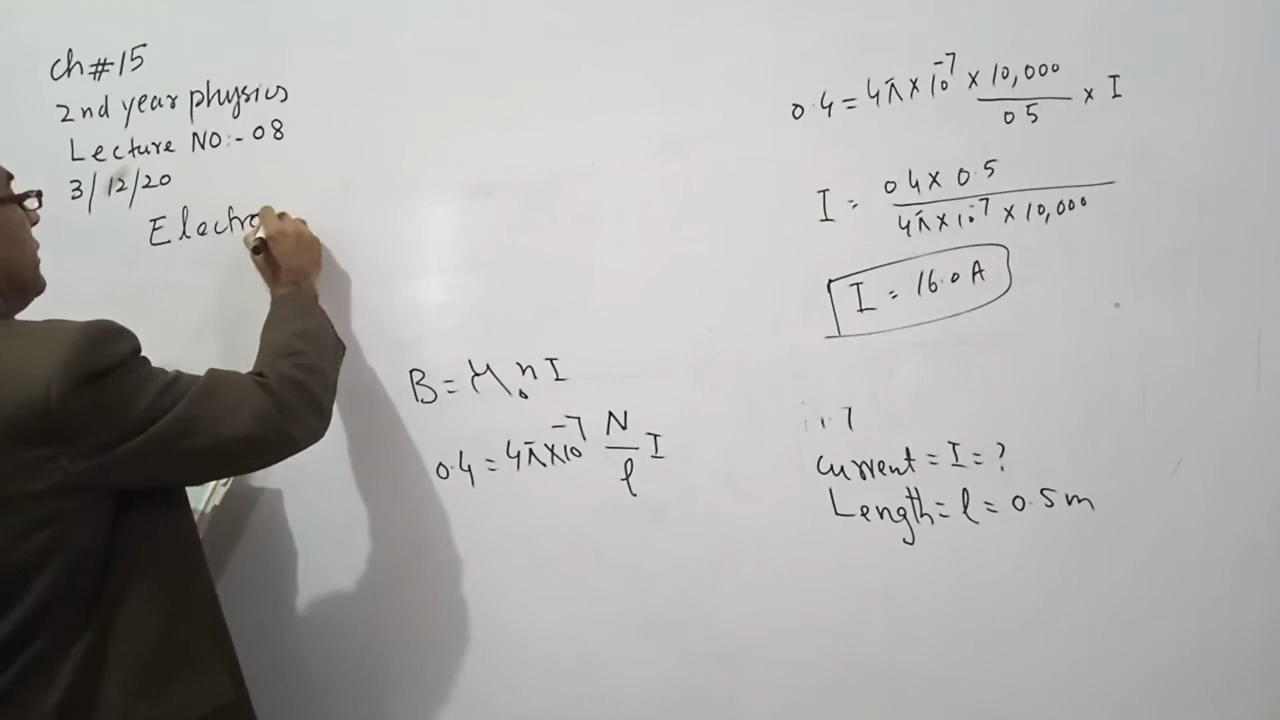 ch#15
2nd year physics
Lecture NO:-08
3/12/20
Electro
B = μ₀nI
0.4 = 4π×10⁻⁷ N/l I
0.4 = 4π×10⁻⁷ × 10,000/0.5 × I
I = 0.4 × 0.5 / 4π×10⁻⁷ × 10,000
I = 16.0 A
current = I = ?
Length = l = 0.5 m